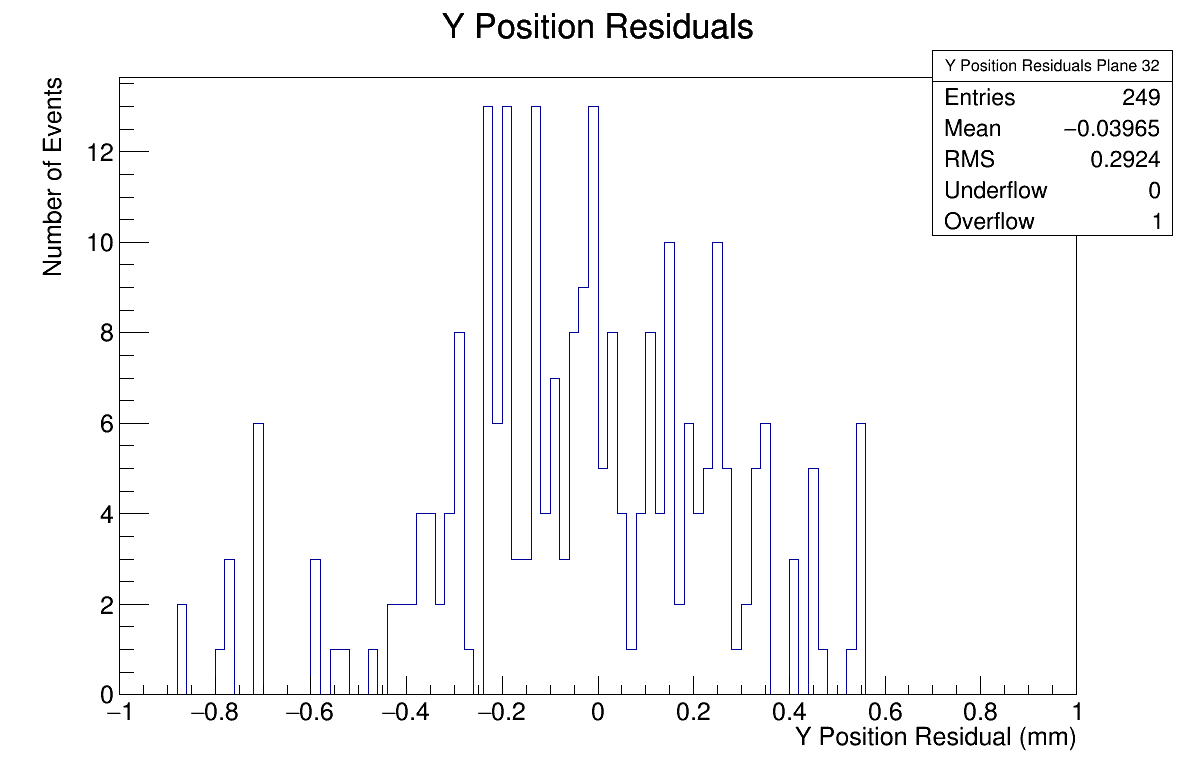 Y Position Residuals
Y Position Residuals Plane 32
Entries 249
Mean −0.03965
RMS 0.2924
Underflow 0
Overflow 1
Number of Events
12
10
8
6
4
2
0
−1 −0.8 −0.6 −0.4 −0.2 0 0.2 0.4 0.6 0.8 1
Y Position Residual (mm)